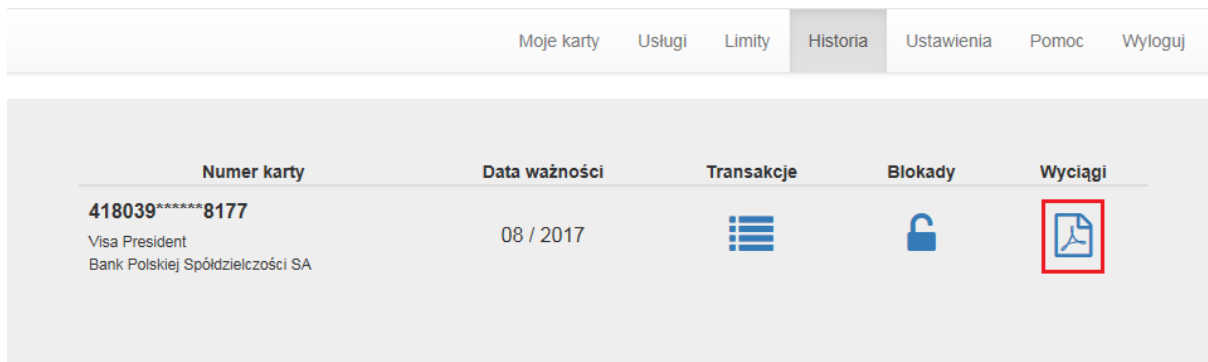 Moje karty Usługi Limity Historia Ustawienia Pomoc Wyloguj
Numer karty Data ważności Transakcje Blokady Wyciągi
418039******8177
Visa President
Bank Polskiej Spółdzielczości SA
08 / 2017